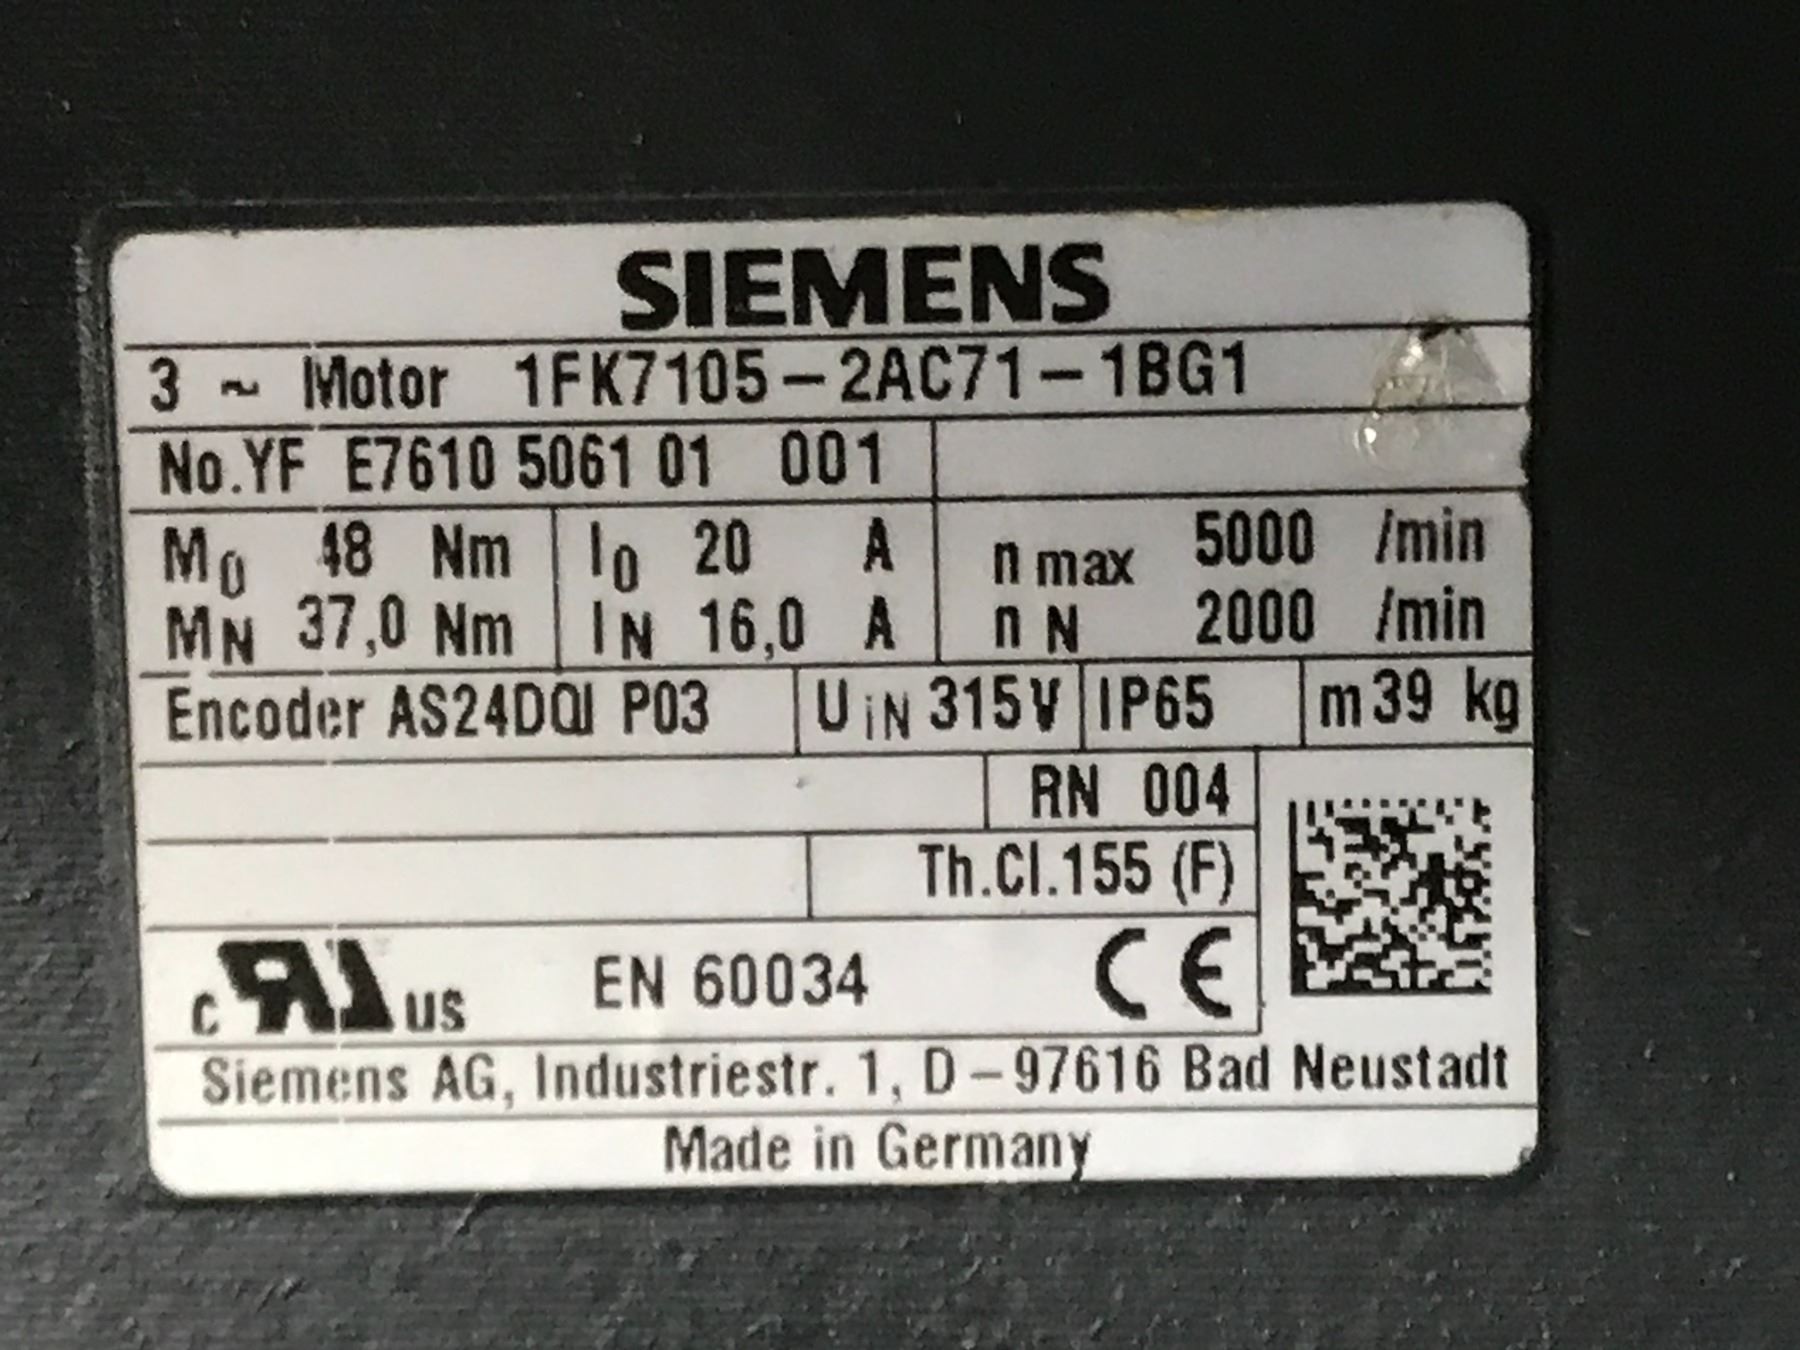 SIEMENS
3 ~ Motor 1FK7105-2AC71-1BG1
No.YF E7610 5061 01 001
M0 48 Nm I0 20 A n max 5000 /min
MN 37,0 Nm IN 16,0 A n N 2000 /min
Encoder AS24DQI P03 U iN 315V IP65 m 39 kg
RN 004
Th.Cl.155 (F)
c RU US EN 60034 CE
Siemens AG, Industriestr. 1, D-97616 Bad Neustadt
Made in Germany